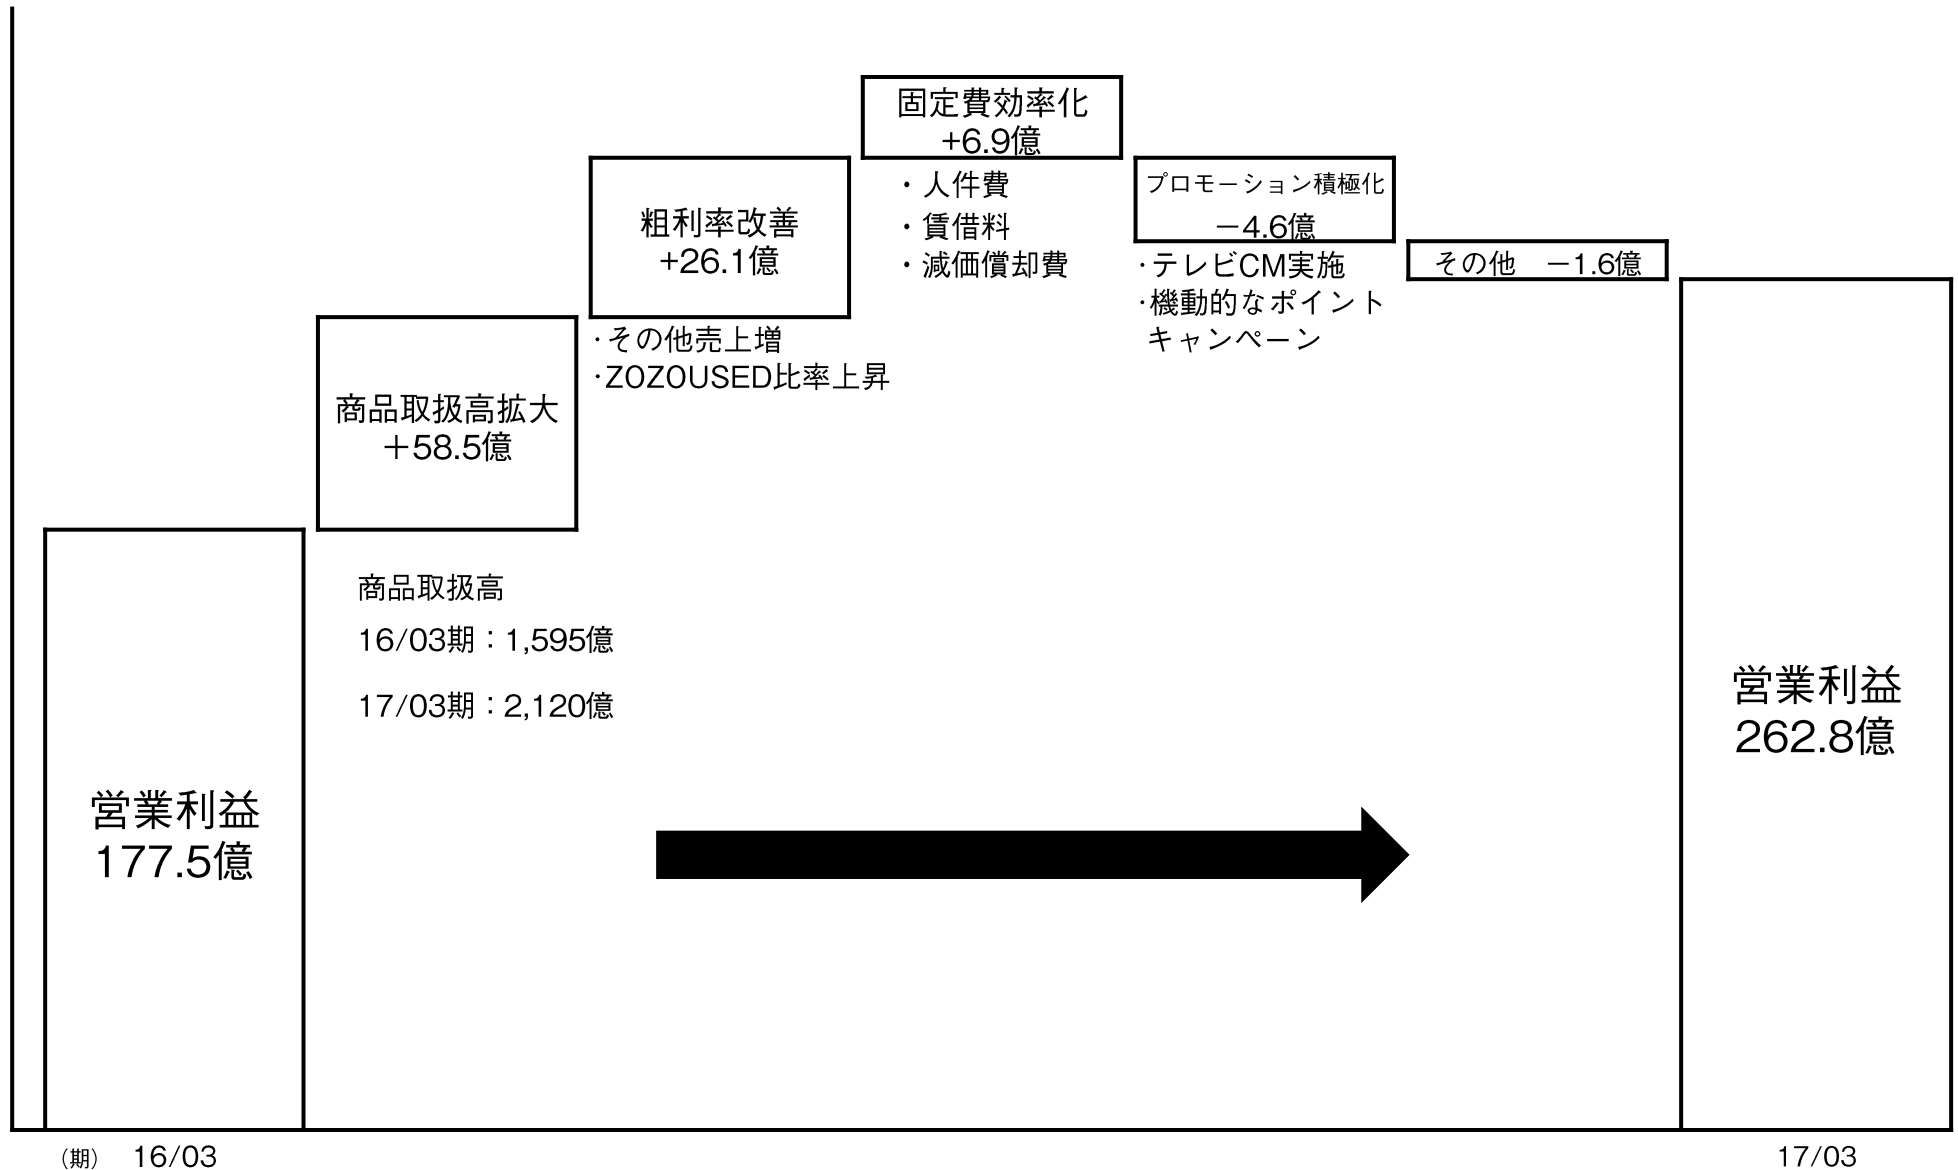 固定費効率化
+6.9億
・人件費
・賃借料
・減価償却費
プロモーション積極化
－4.6億
･テレビCM実施
･機動的なポイント
キャンペーン
その他　－1.6億
粗利率改善
+26.1億
･その他売上増
･ZOZOUSED比率上昇
商品取扱高拡大
＋58.5億
商品取扱高
16/03期：1,595億
17/03期：2,120億
営業利益
177.5億
営業利益
262.8億
（期）　16/03
17/03